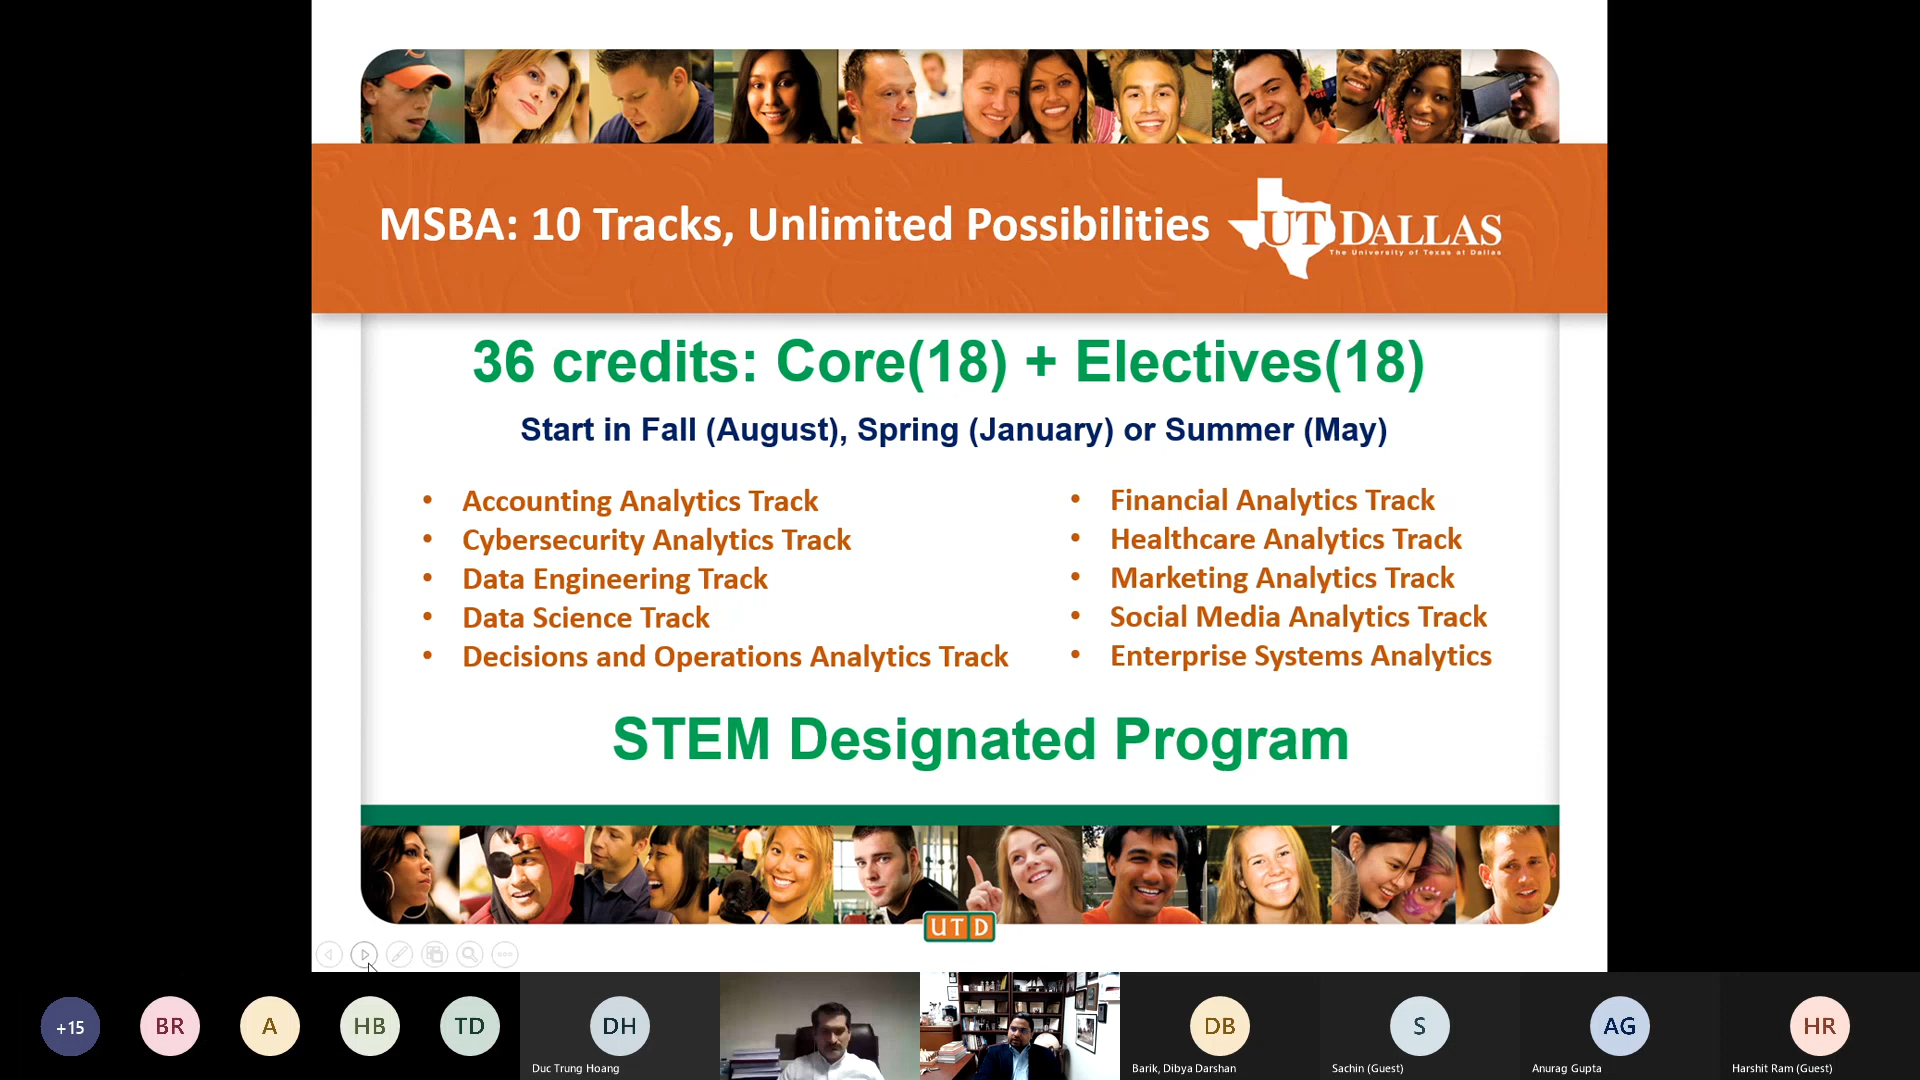 MSBA: 10 Tracks, Unlimited Possibilities
UT DALLAS
The University of Texas at Dallas
36 credits: Core(18) + Electives(18)
Start in Fall (August), Spring (January) or Summer (May)
• Accounting Analytics Track
• Cybersecurity Analytics Track
• Data Engineering Track
• Data Science Track
• Decisions and Operations Analytics Track
• Financial Analytics Track
• Healthcare Analytics Track
• Marketing Analytics Track
• Social Media Analytics Track
• Enterprise Systems Analytics
STEM Designated Program
UT D
+15
BR
A
HB
TD
DH
Duc Trung Hoang
DB
Barik, Dibya Darshan
S
Sachin (Guest)
AG
Anurag Gupta
HR
Harshit Ram (Guest)